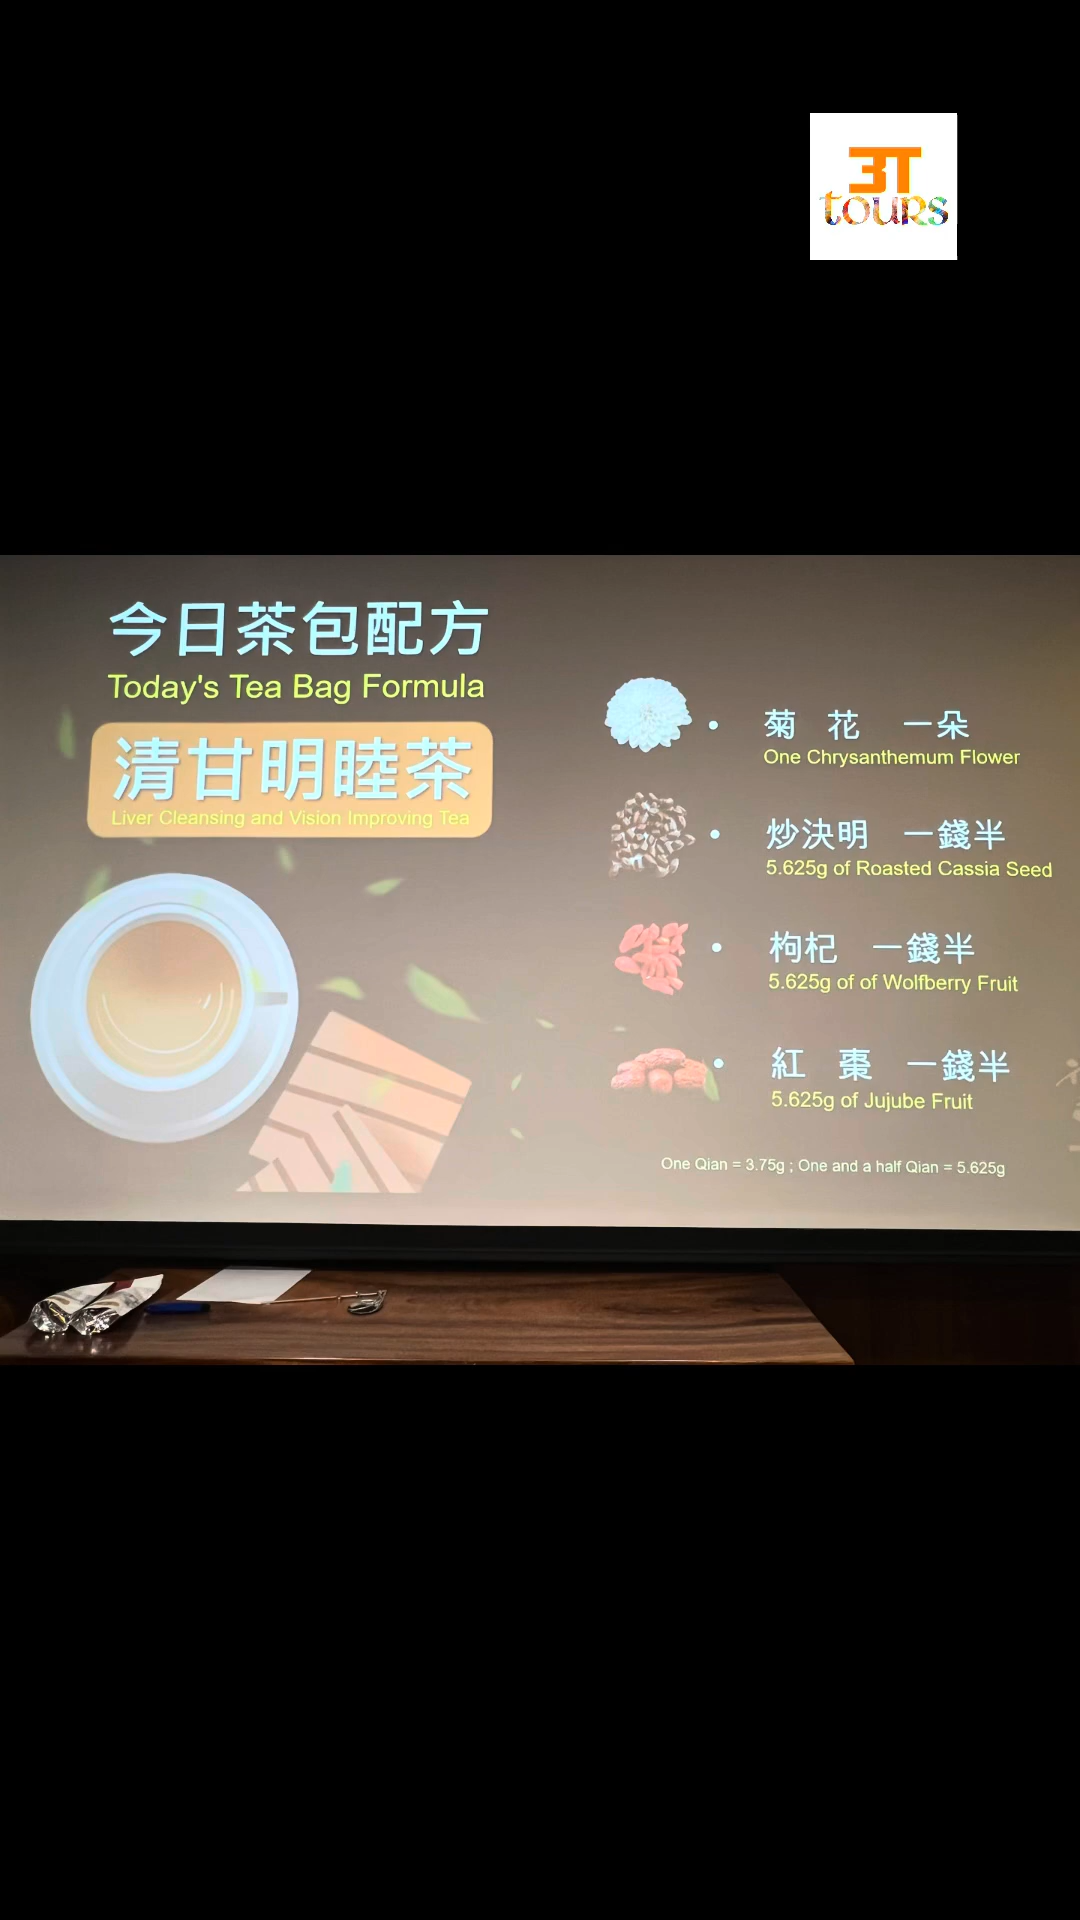 3T
tours
今日茶包配方
Today's Tea Bag Formula
清甘明睦茶
Liver Cleansing and Vision Improving Tea
菊 花 一朵
One Chrysanthemum Flower
炒決明 一錢半
5.625g of Roasted Cassia Seed
枸杞 一錢半
5.625g of of Wolfberry Fruit
紅 棗 一錢半
5.625g of Jujube Fruit
One Qian = 3.75g ; One and a half Qian = 5.625g